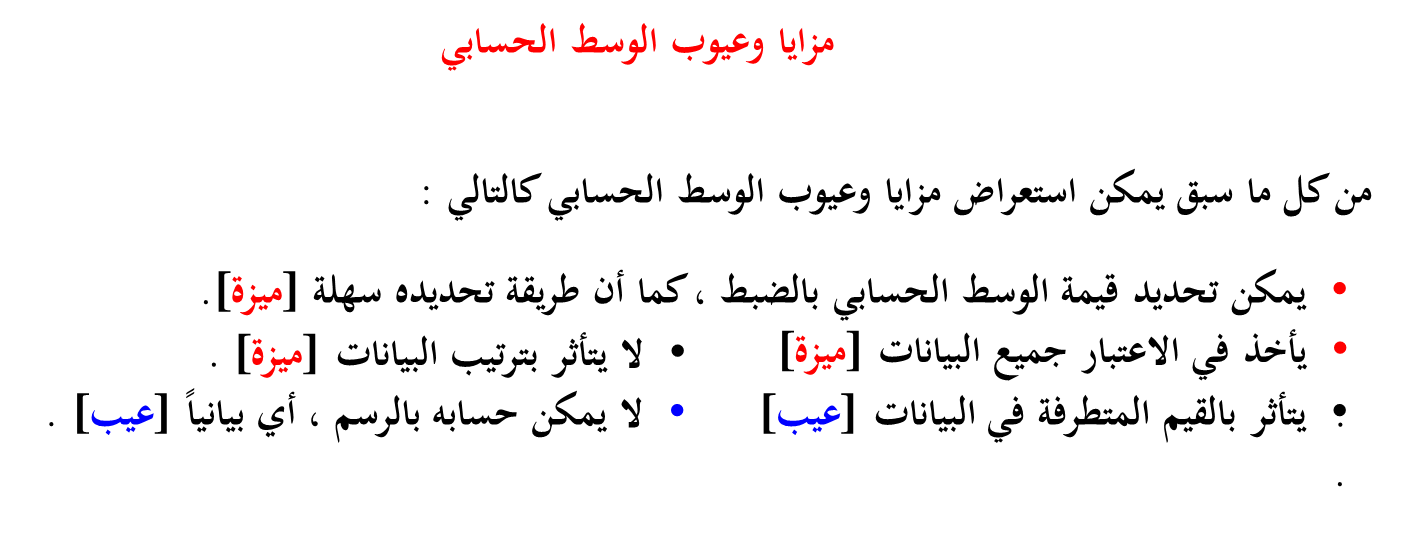 مزايا وعيوب الوسط الحسابي
من كل ما سبق يمكن استعراض مزايا وعيوب الوسط الحسابي كالتالي :
• يمكن تحديد قيمة الوسط الحسابي بالضبط ، كما أن طريقة تحديده سهلة [ميزة].
• يأخذ في الاعتبار جميع البيانات [ميزة] • لا يتأثر بترتيب البيانات [ميزة] .
• يتأثر بالقيم المتطرفة في البيانات [عيب] • لا يمكن حسابه بالرسم ، أي بيانياً [عيب] .
.